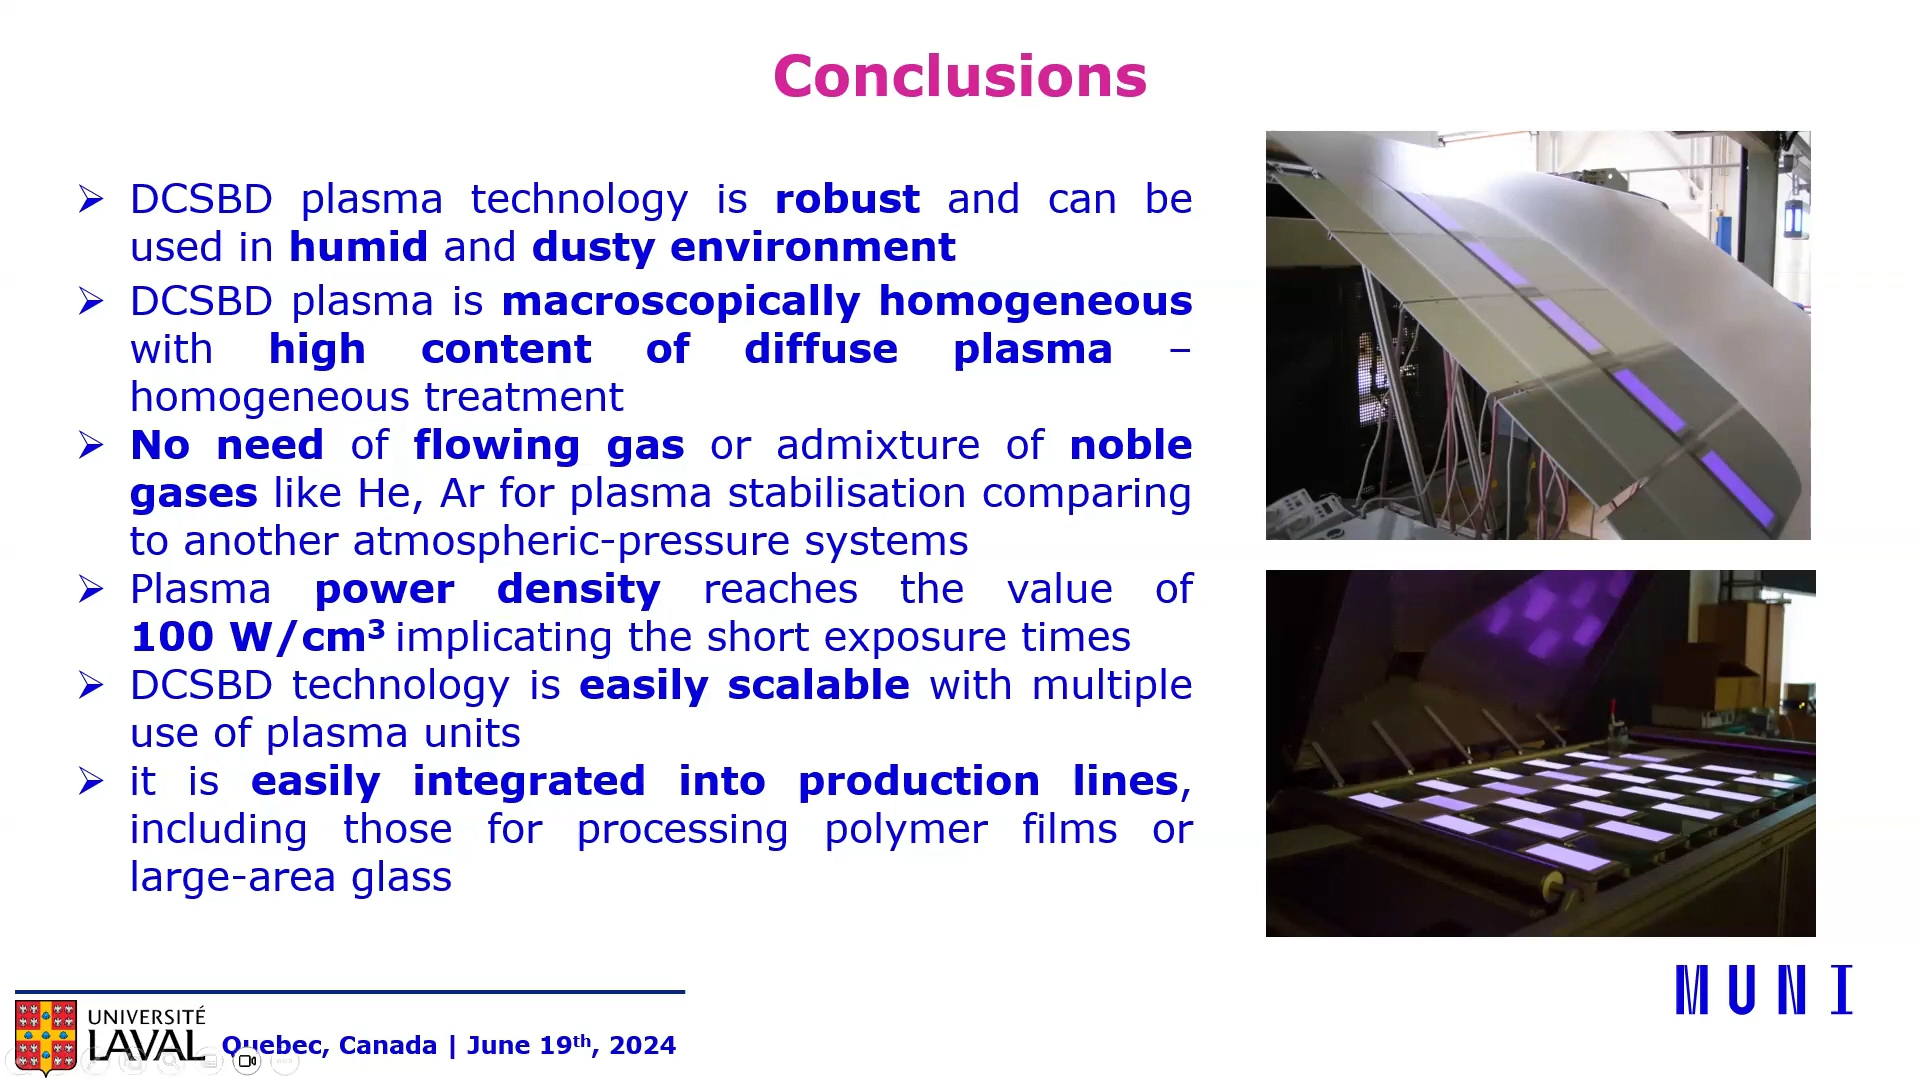 Conclusions
➢ DCSBD plasma technology is robust and can be
used in humid and dusty environment
➢ DCSBD plasma is macroscopically homogeneous
with high content of diffuse plasma –
homogeneous treatment
➢ No need of flowing gas or admixture of noble
gases like He, Ar for plasma stabilisation comparing
to another atmospheric-pressure systems
➢ Plasma power density reaches the value of
100 W/cm³ implicating the short exposure times
➢ DCSBD technology is easily scalable with multiple
use of plasma units
➢ it is easily integrated into production lines,
including those for processing polymer films or
large-area glass
MUNI
UNIVERSITÉ
LAVAL
Quebec, Canada | June 19th, 2024